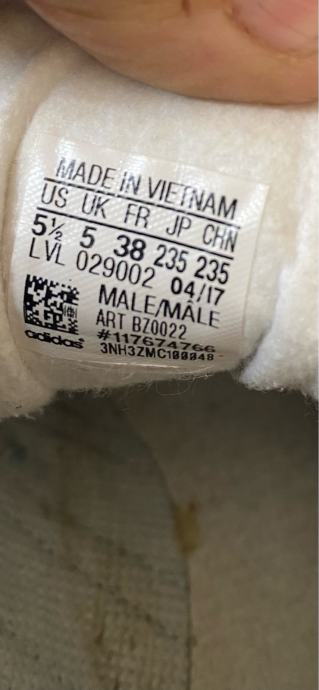 MADE IN VIETNAM
US UK FR JP CHN
5½ 5 38 235 235
LVL 029002 04/17
MALE/MÂLE
ART BZ0022
adidas #117674766
3NH3ZMC100048